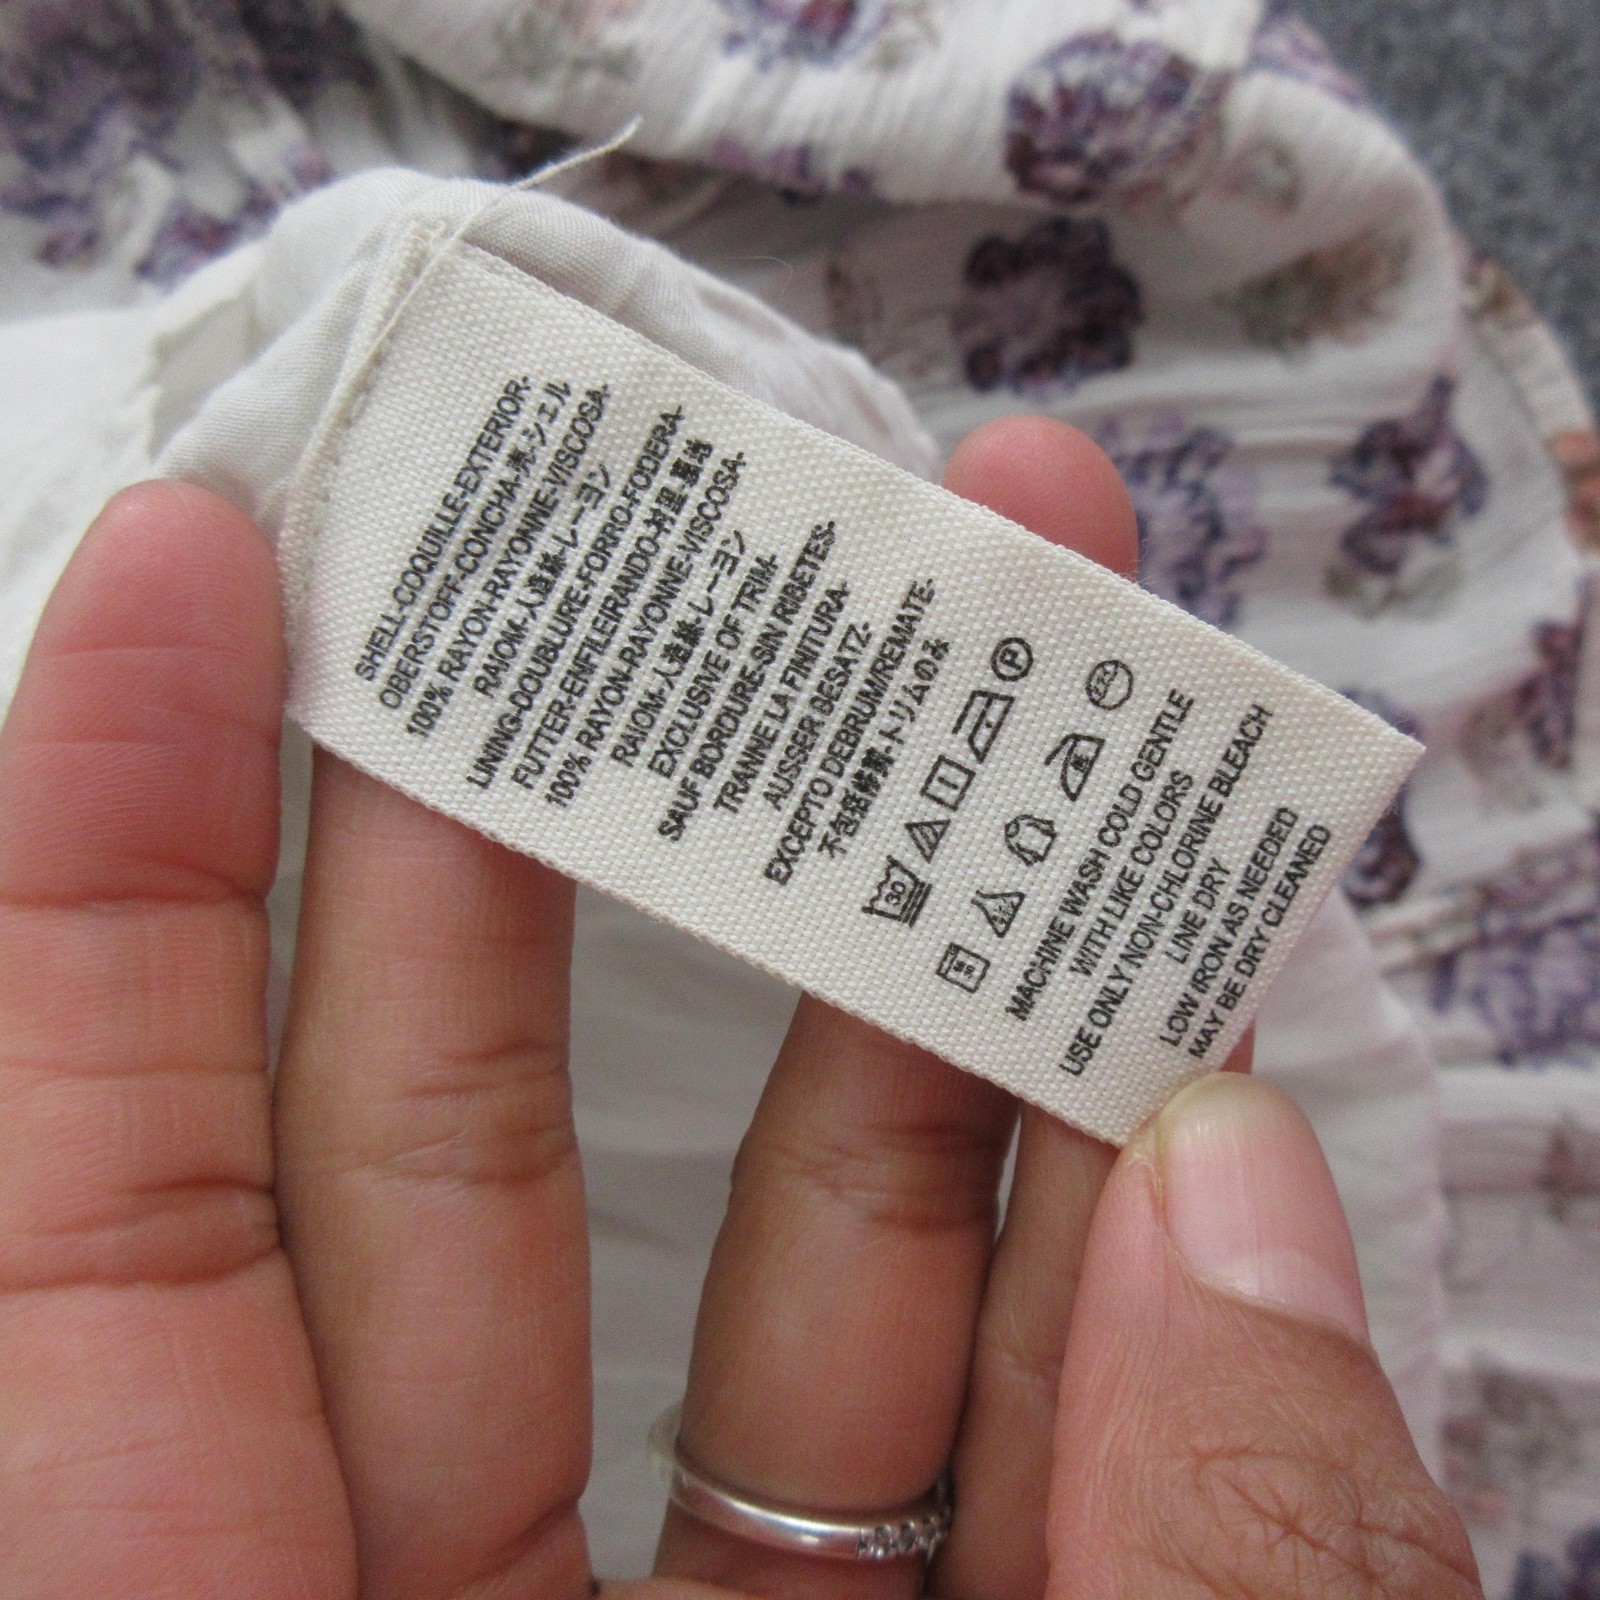 SHELL-COQUILLE-EXTERIOR-
OBERSTOFF-CONCHA-壳-シェル
100% RAYON-RAYONNE-VISCOSA-
RAIOM-人造絲-レーヨン
LINING-DOUBLURE-FORRO-FODERA-
FUTTER-ENFILEIRANDO-衬里-裏地
100% RAYON-RAYONNE-VISCOSA-
RAIOM-人造絲-レーヨン
EXCLUSIVE OF TRIM-
SAUF BORDURE-SIN RIBETES-
TRANNE LA FINITURA-
AUSSER BESATZ-
EXCEPTO DEBRUM/REMATE-
不包括修飾-トリムのみ
30 P
MACHINE WASH COLD GENTLE
WITH LIKE COLORS
USE ONLY NON-CHLORINE BLEACH
LINE DRY
LOW IRON AS NEEDED
MAY BE DRY CLEANED